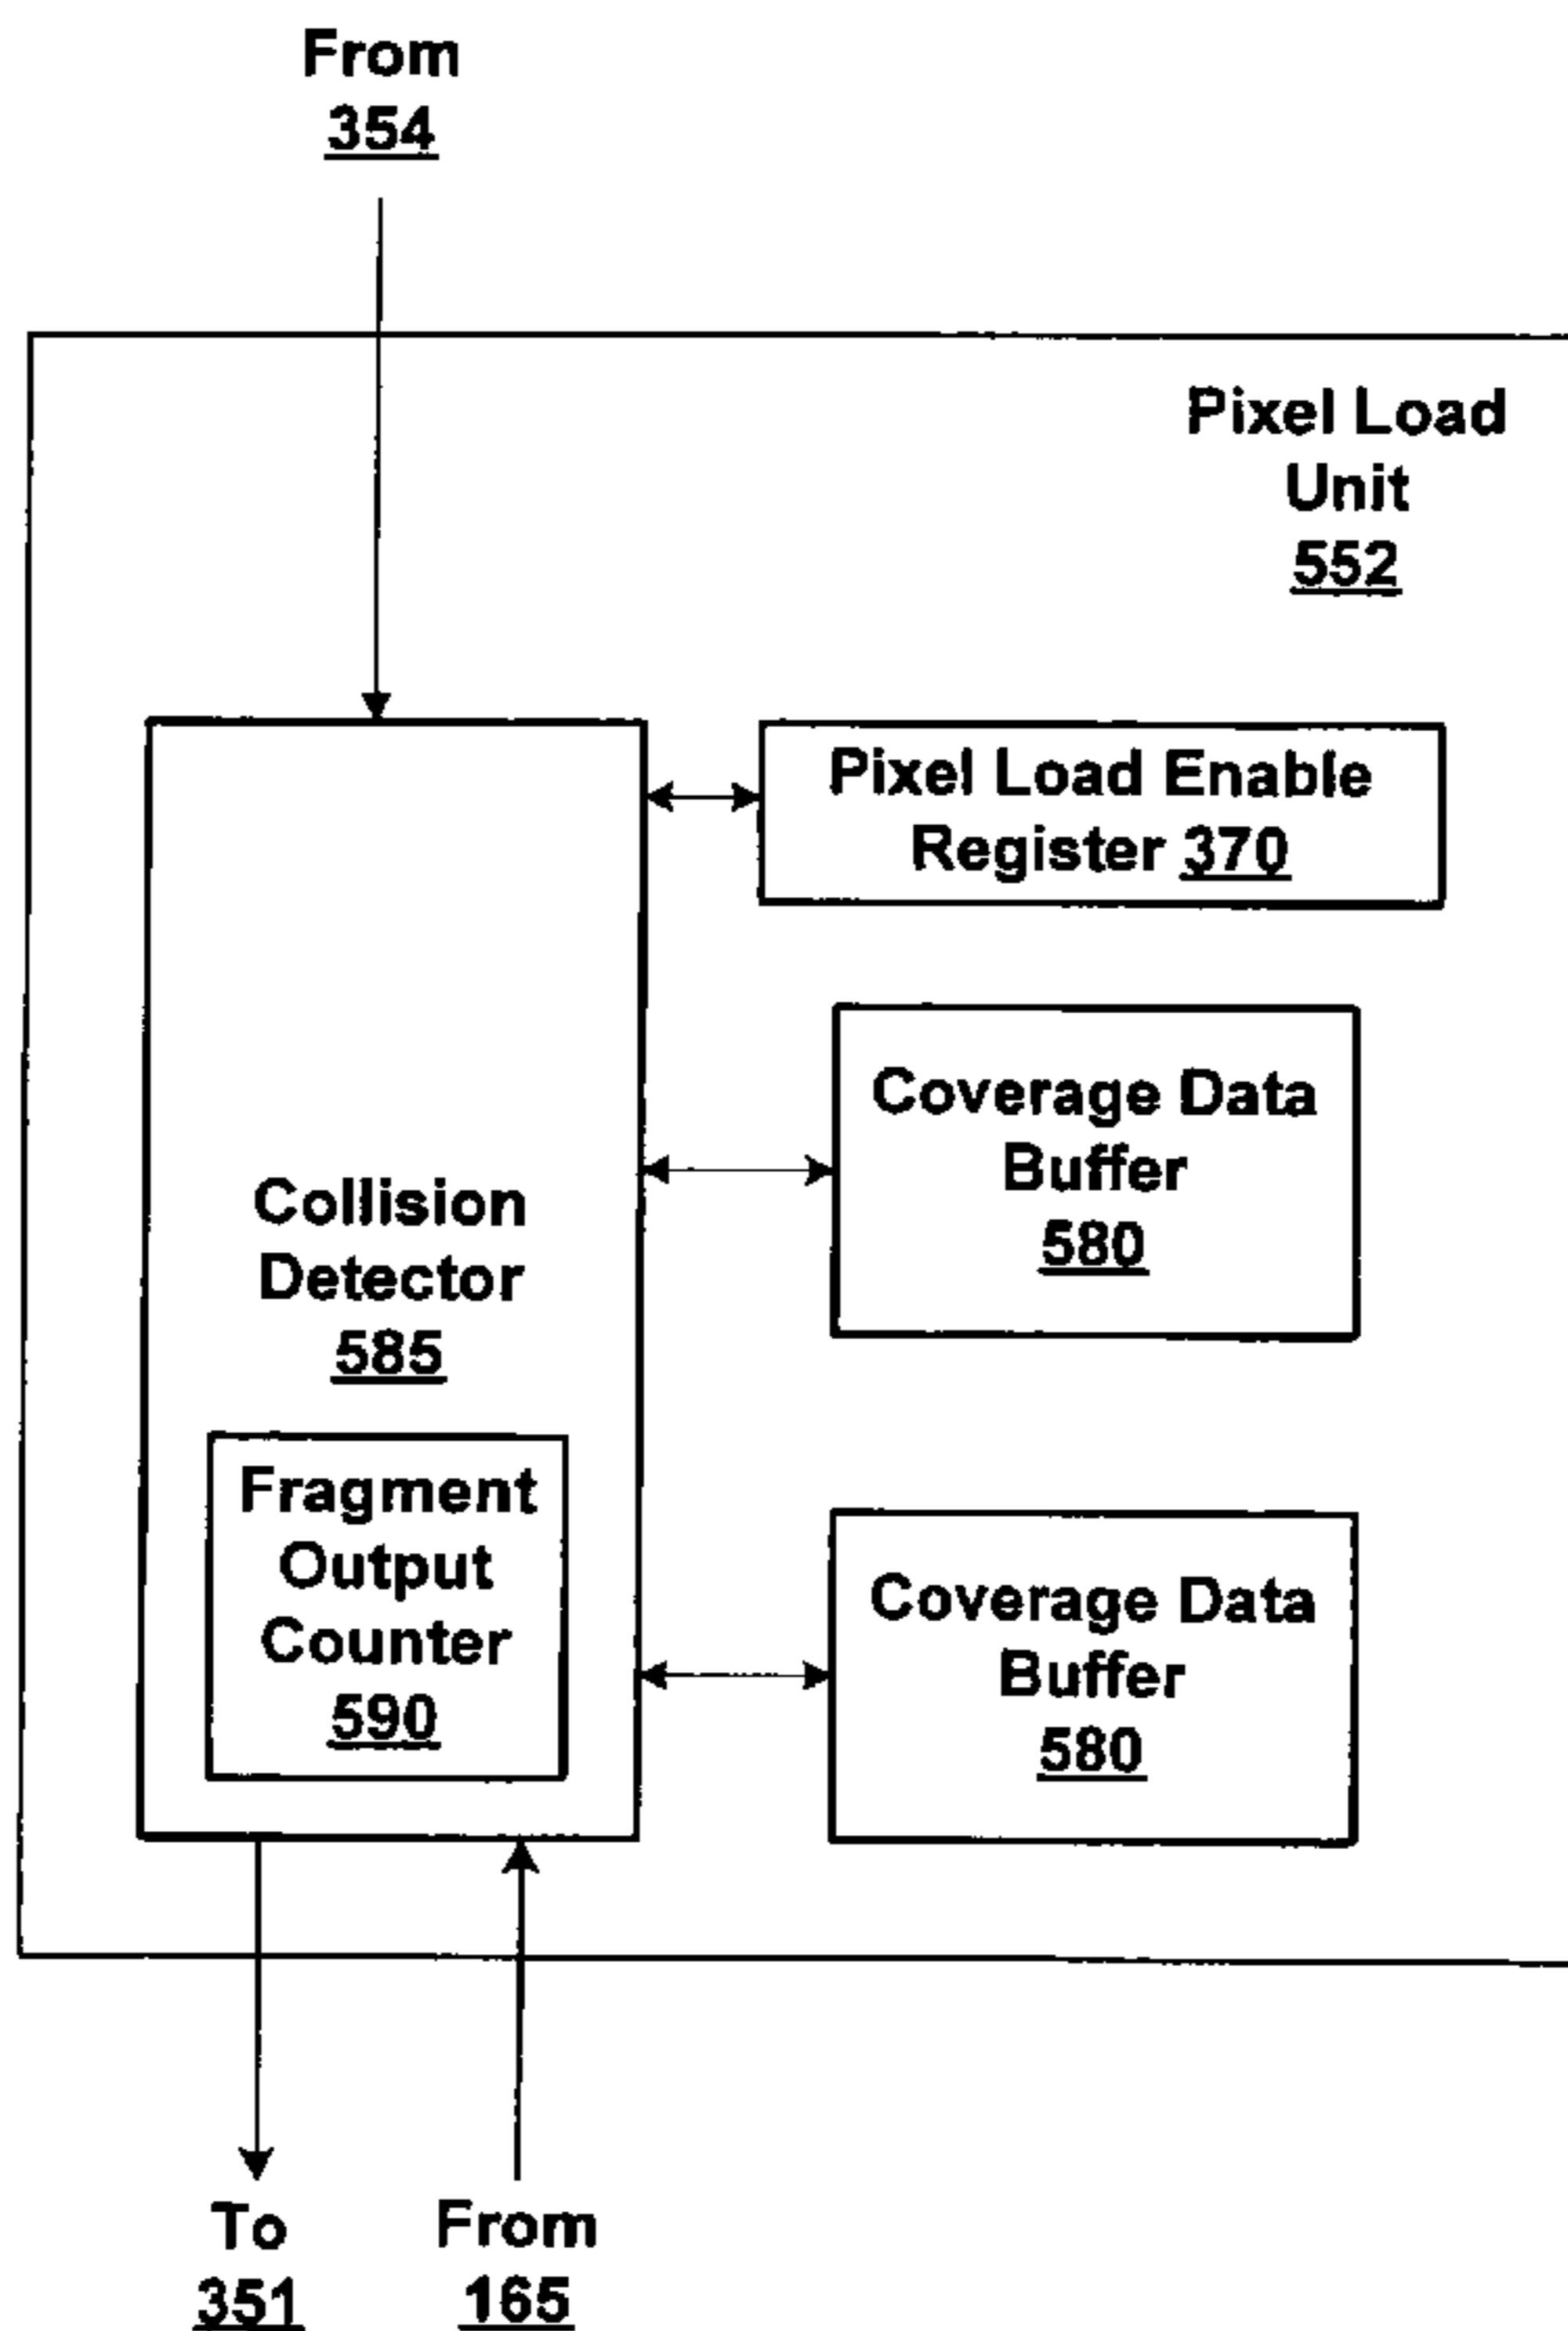 From
354
Pixel Load
Unit
552
Pixel Load Enable
Register 370
Coverage Data
Buffer
580
Collision
Detector
585
Fragment
Output
Counter
590
Coverage Data
Buffer
580
To
351
From
165